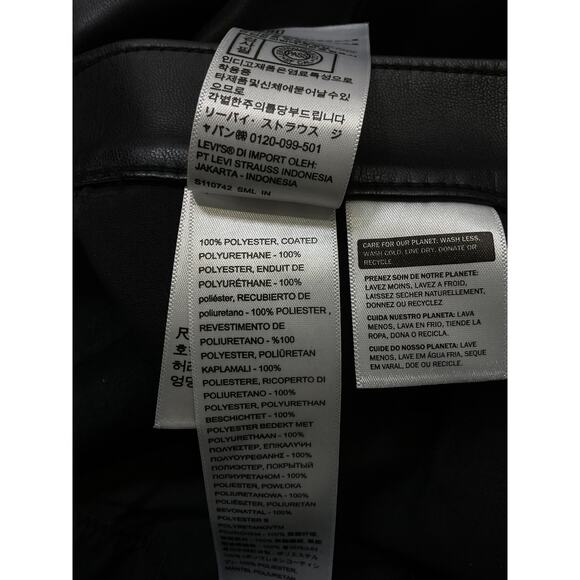 인디고제품은염료특성으로
착용중
타제품및신체에묻어날수있
으므로
각별한주의를당부드립니다
リーバイ・ストラウス ジ
ャパン㈱ 0120-099-501
LEVI'S® DI IMPORT OLEH:
PT LEVI STRAUSS INDONESIA
JAKARTA - INDONESIA
S110742 SML IN
100% POLYESTER, COATED
POLYURETHANE - 100%
POLYESTER, ENDUIT DE
POLYURÉTHANE - 100%
poliéster, RECUBIERTO DE
poliuretano - 100% POLIESTER,
REVESTIMENTO DE
POLIURETANO - %100
POLYESTER, POLİÜRETAN
KAPLAMALI - 100%
POLIESTERE, RICOPERTO DI
POLIURETANO - 100%
POLYESTER, POLYURETHAN
BESCHICHTET - 100%
POLYESTER BEDEKT MET
POLYURETHAAN - 100%
ΠΟΛΥΕΣΤΕΡ, ΕΠΙΚΑΛΥΨΗ
ΠΟΛΥΟΥΡΕΘΑΝΗΣ - 100%
ПОЛИЭСТЕР, ПОКРЫТЫЙ
ПОЛИУРЕТАНОМ - 100%
POLIESTER, POWLOKA
POLIURETANOWA - 100%
POLIÉSZTER, POLIURETÁN
BEVONATTAL - 100%
CARE FOR OUR PLANET: WASH LESS,
WASH COLD, LINE DRY, DONATE OR
RECYCLE
PRENEZ SOIN DE NOTRE PLANETE:
LAVEZ MOINS, LAVEZ A FROID,
LAISSEZ SECHER NATURELLEMENT,
DONNEZ OU RECYCLEZ
CUIDA NUESTRO PLANETA: LAVA
MENOS, LAVA EN FRIO, TIENDE LA
ROPA, DONA O RECICLA.
CUIDE DO NOSSO PLANETA: LAVE
MENOS, LAVE EM ÁGUA FRIA, SEQUE
EM VARAL, DOE OU RECICLE.